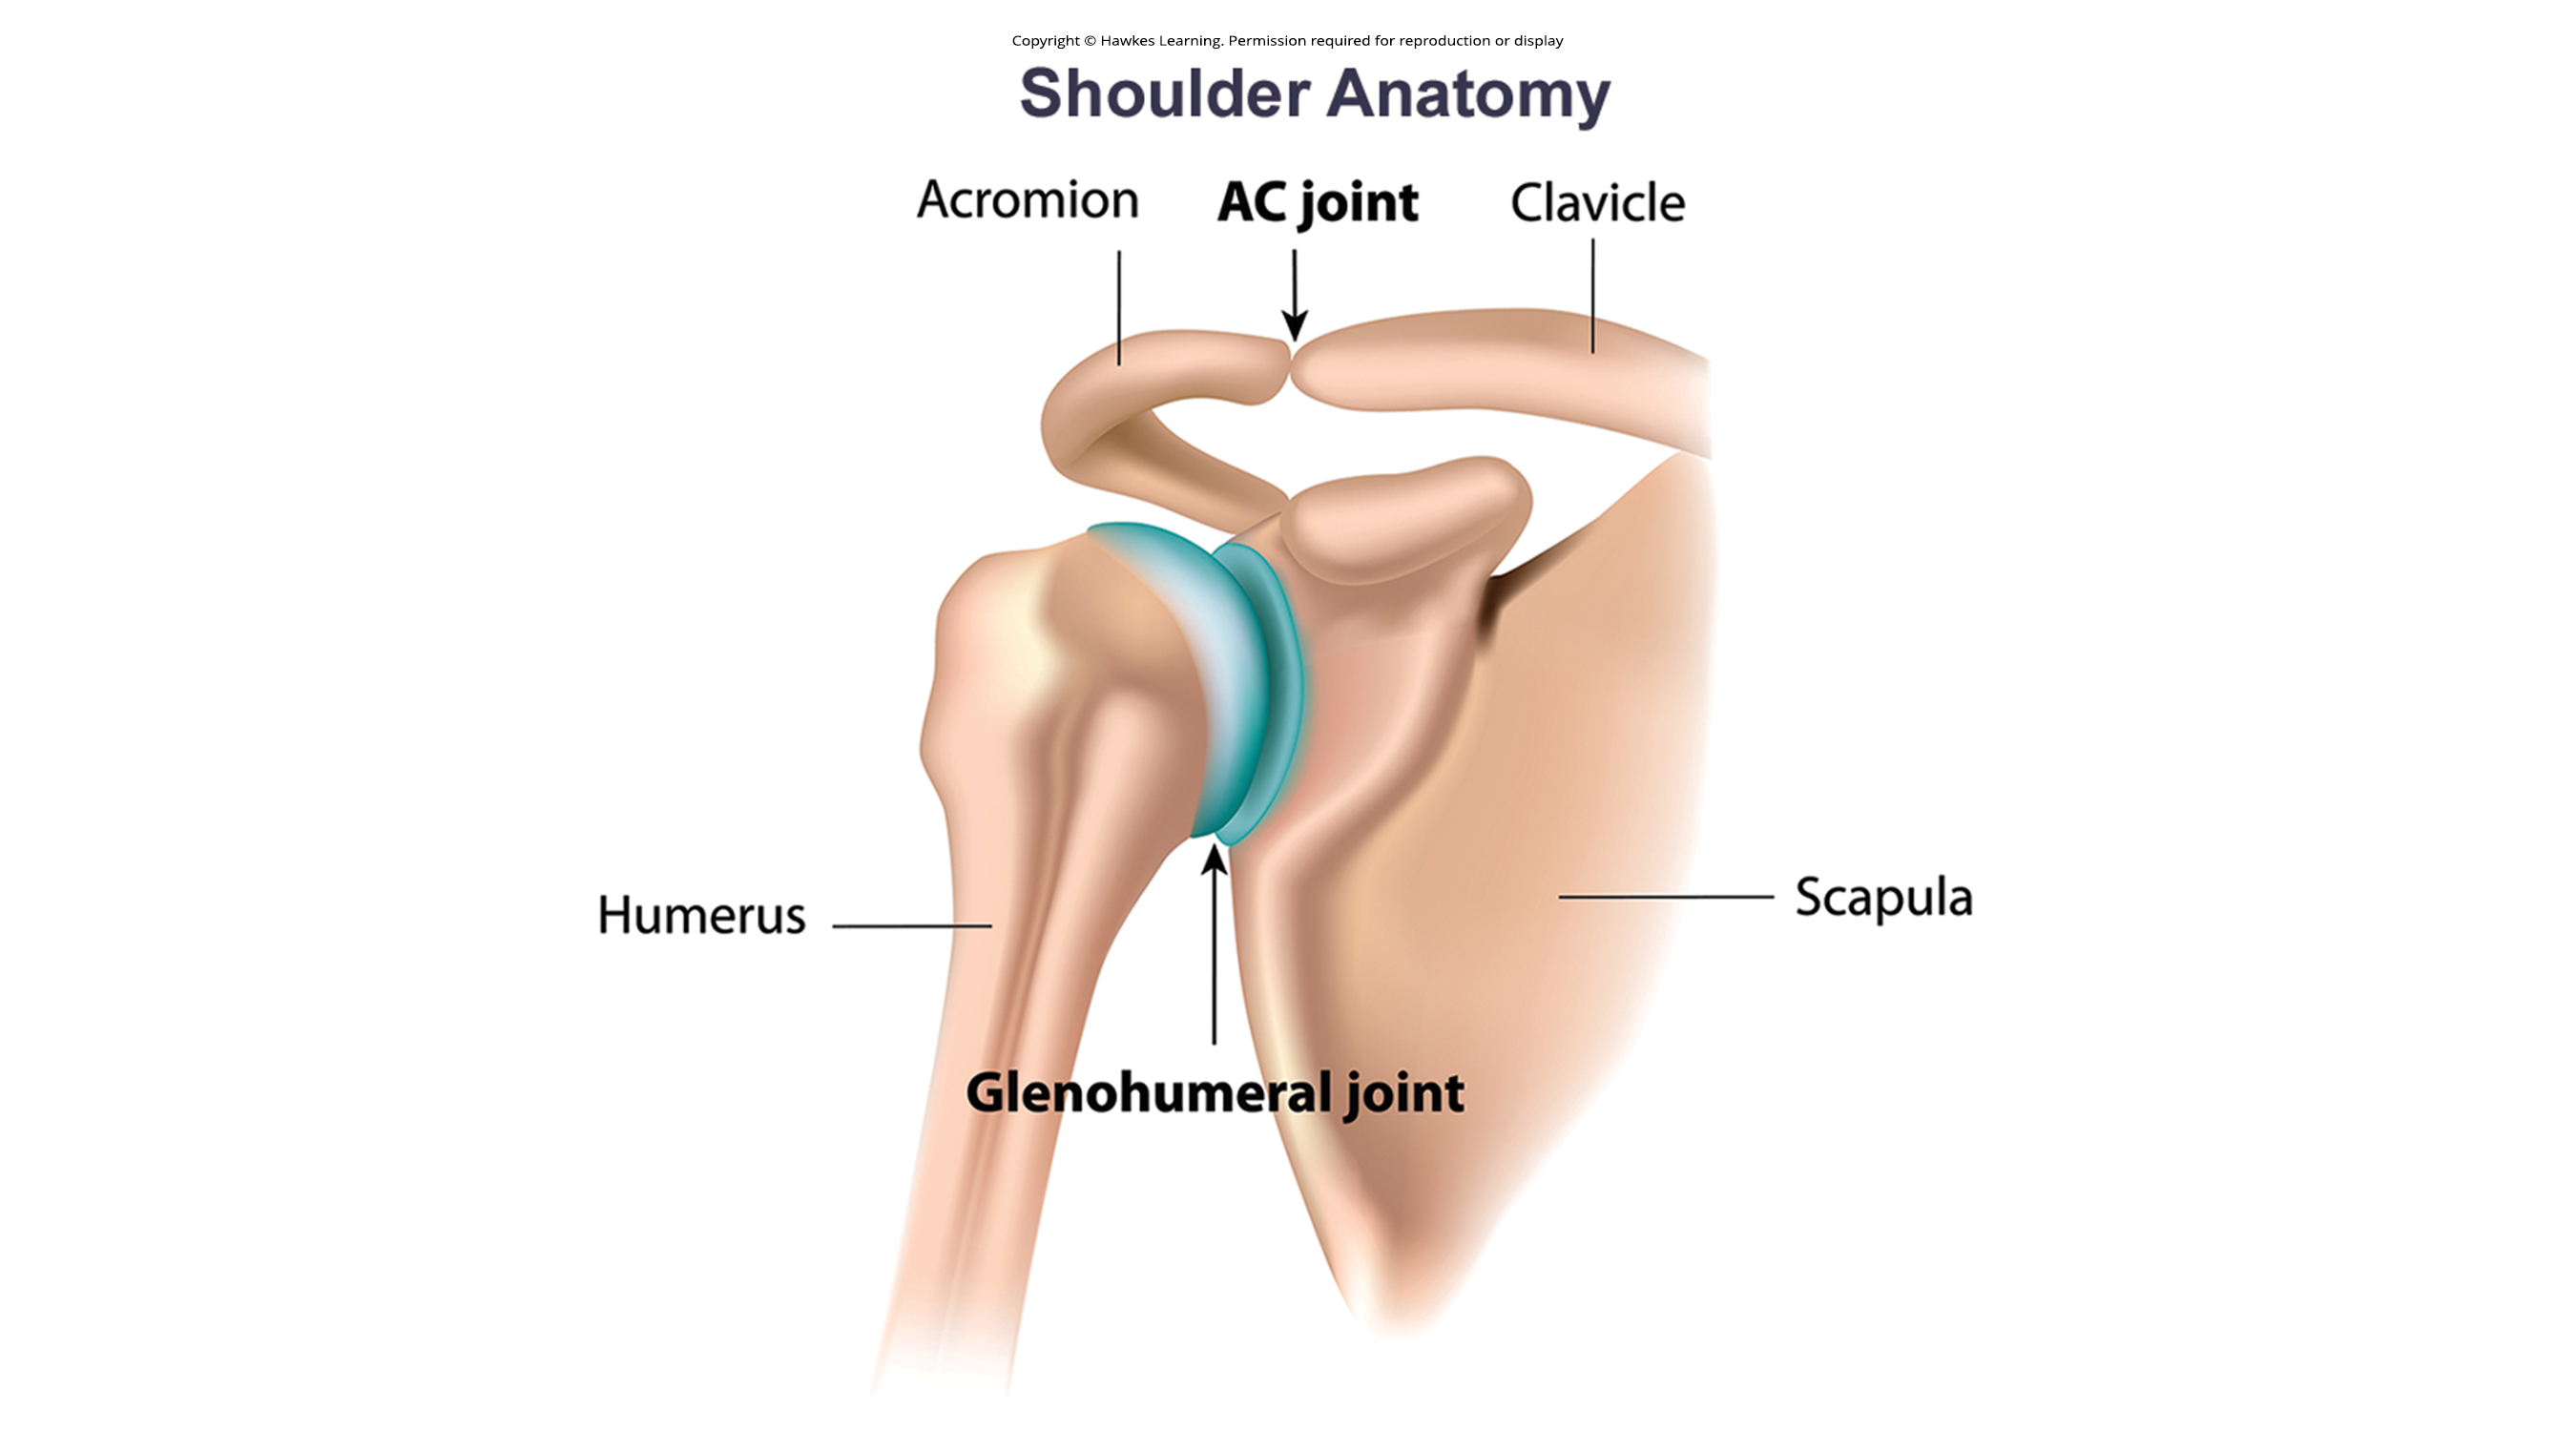 Copyright © Hawkes Learning. Permission required for reproduction or display
Shoulder Anatomy
Acromion
AC joint
Clavicle
Humerus
Scapula
Glenohumeral joint